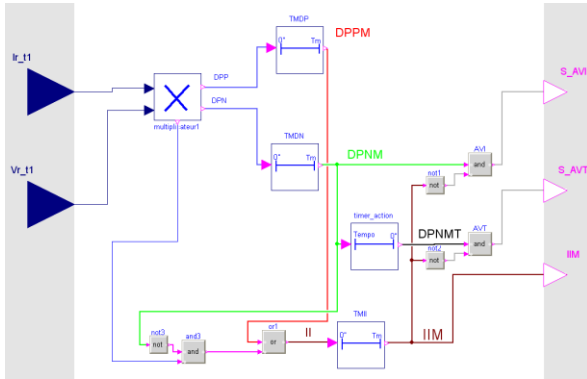 TMDP
DPPM
Ir_t1
0" Tm
S_AVI
DPP
DPN
multiplicateur1
TMDN
DPNM
AVI
0" Tm
not1
and
not
Vr_t1
S_AVT
timer_action
AVT
DPNMT
Tempo 0"
and
not2
not
IIM
TMII
not3
and3
or1
II
0" Tm
IIM
not
and
or